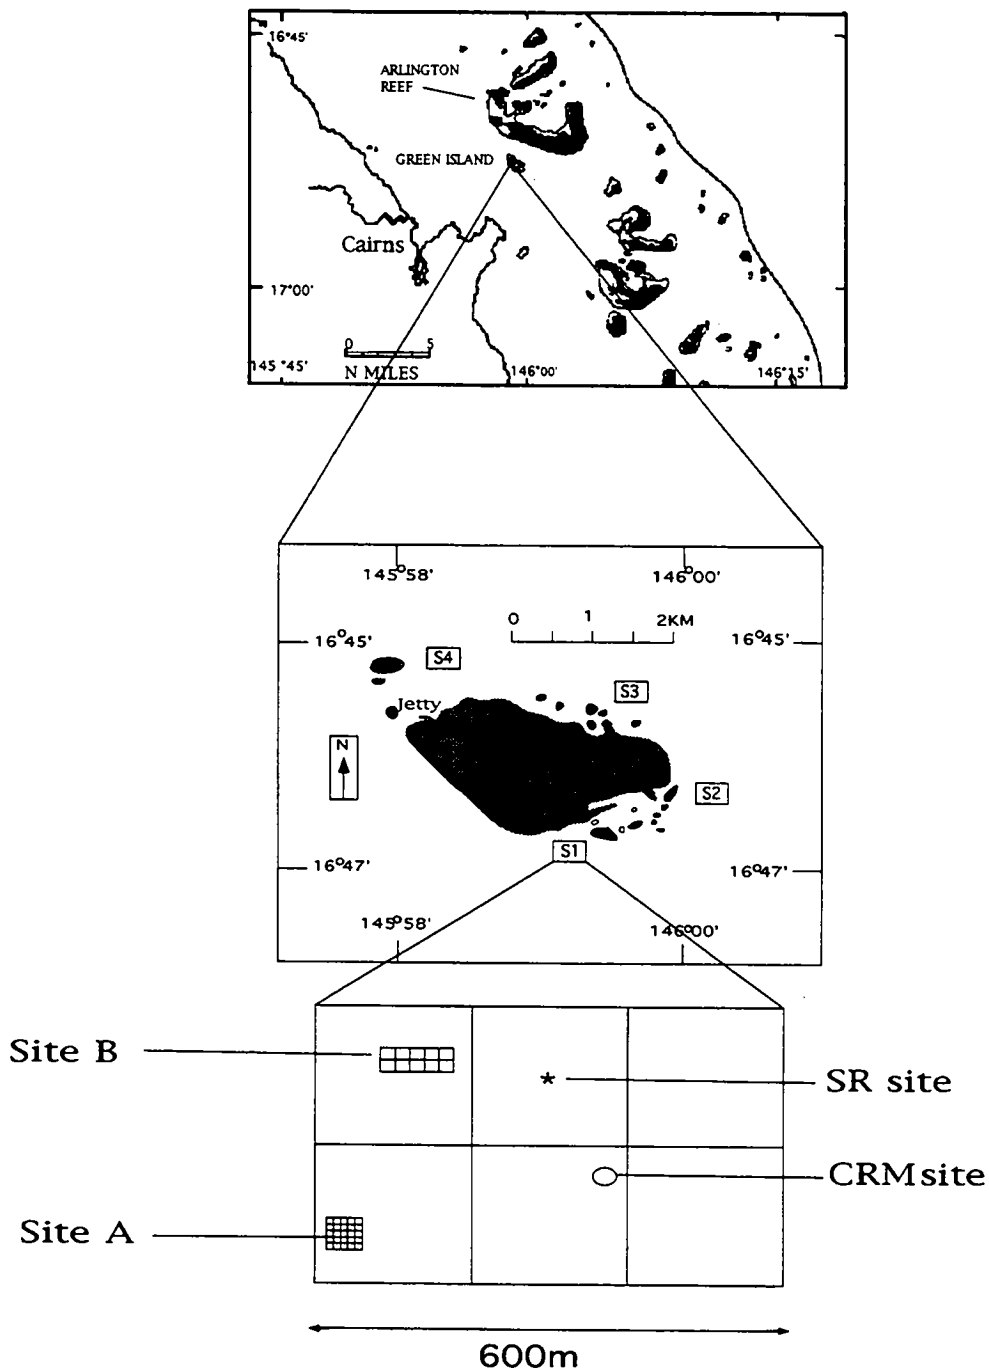 16°45'
ARLINGTON
REEF
GREEN ISLAND
Cairns
17°00'
0 5
N MILES
145°45' 146°00' 146°15'
145°58' 146°00'
0 1 2KM
16°45' 16°45'
S4
S3
Jetty
N
S2
S1
16°47' 16°47'
145°58' 146°00'
Site B
SR site
CRM site
Site A
600m